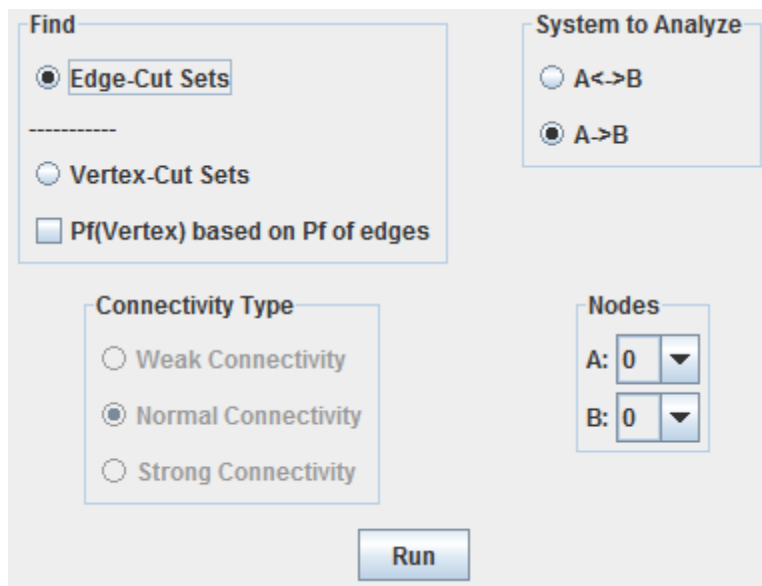 Find
Edge-Cut Sets
-----------
Vertex-Cut Sets
Pf(Vertex) based on Pf of edges
System to Analyze
A<->B
A->B
Connectivity Type
Weak Connectivity
Normal Connectivity
Strong Connectivity
Nodes
A: 0
B: 0
Run